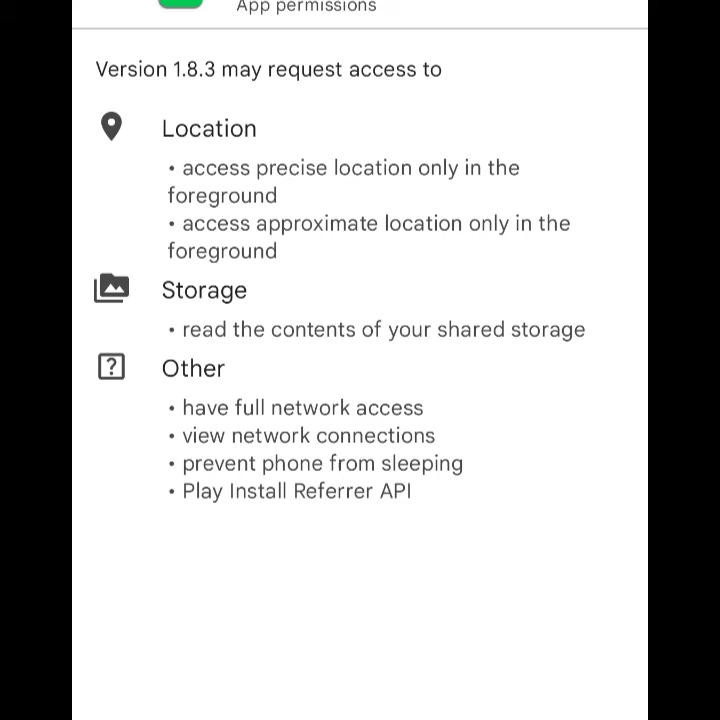 App permissions
Version 1.8.3 may request access to
Location
• access precise location only in the
foreground
• access approximate location only in the
foreground
Storage
• read the contents of your shared storage
Other
• have full network access
• view network connections
• prevent phone from sleeping
• Play Install Referrer API